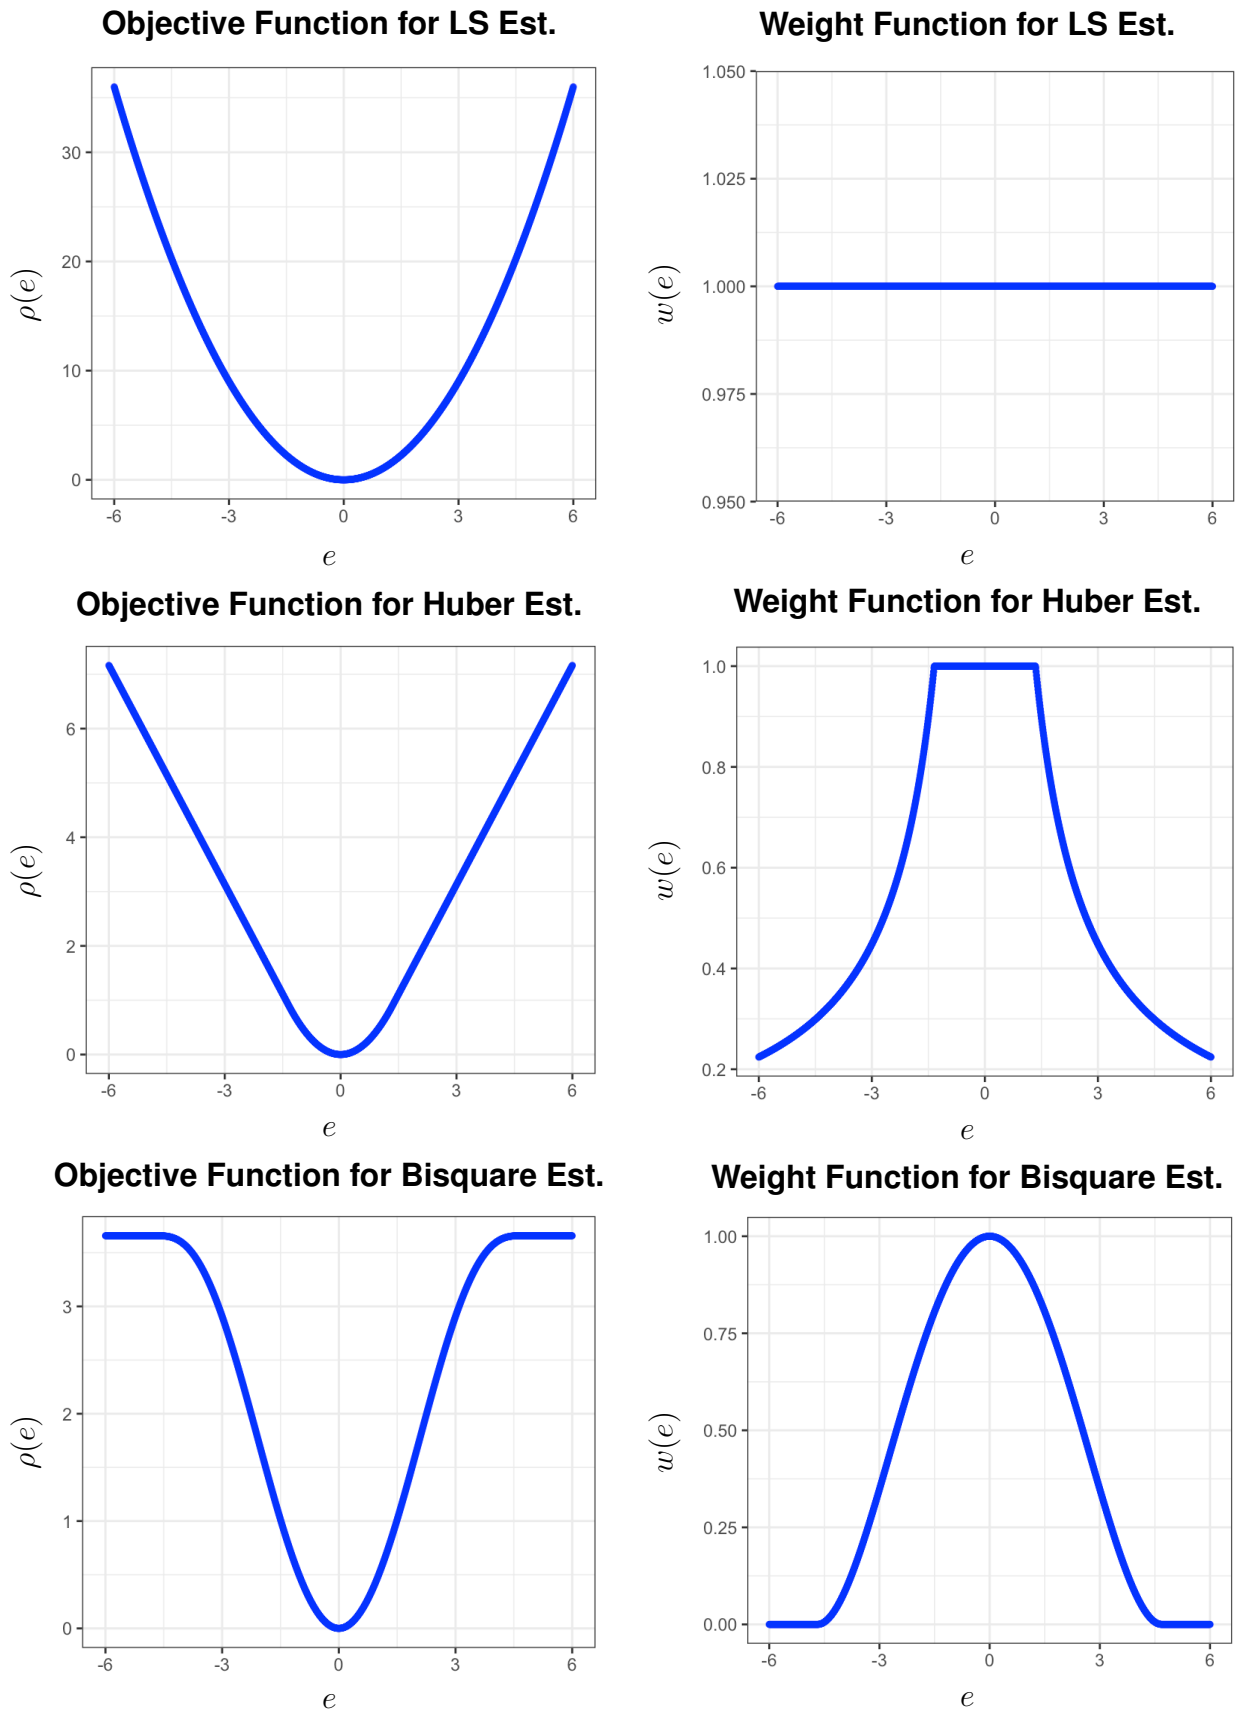 Objective Function for LS Est.
ρ(e)
30
20
10
0
-6 -3 0 3 6
e
Weight Function for LS Est.
w(e)
1.050
1.025
1.000
0.975
0.950
-6 -3 0 3 6
e
Objective Function for Huber Est.
ρ(e)
6
4
2
0
-6 -3 0 3 6
e
Weight Function for Huber Est.
w(e)
1.0
0.8
0.6
0.4
0.2
-6 -3 0 3 6
e
Objective Function for Bisquare Est.
ρ(e)
3
2
1
0
-6 -3 0 3 6
e
Weight Function for Bisquare Est.
w(e)
1.00
0.75
0.50
0.25
0.00
-6 -3 0 3 6
e